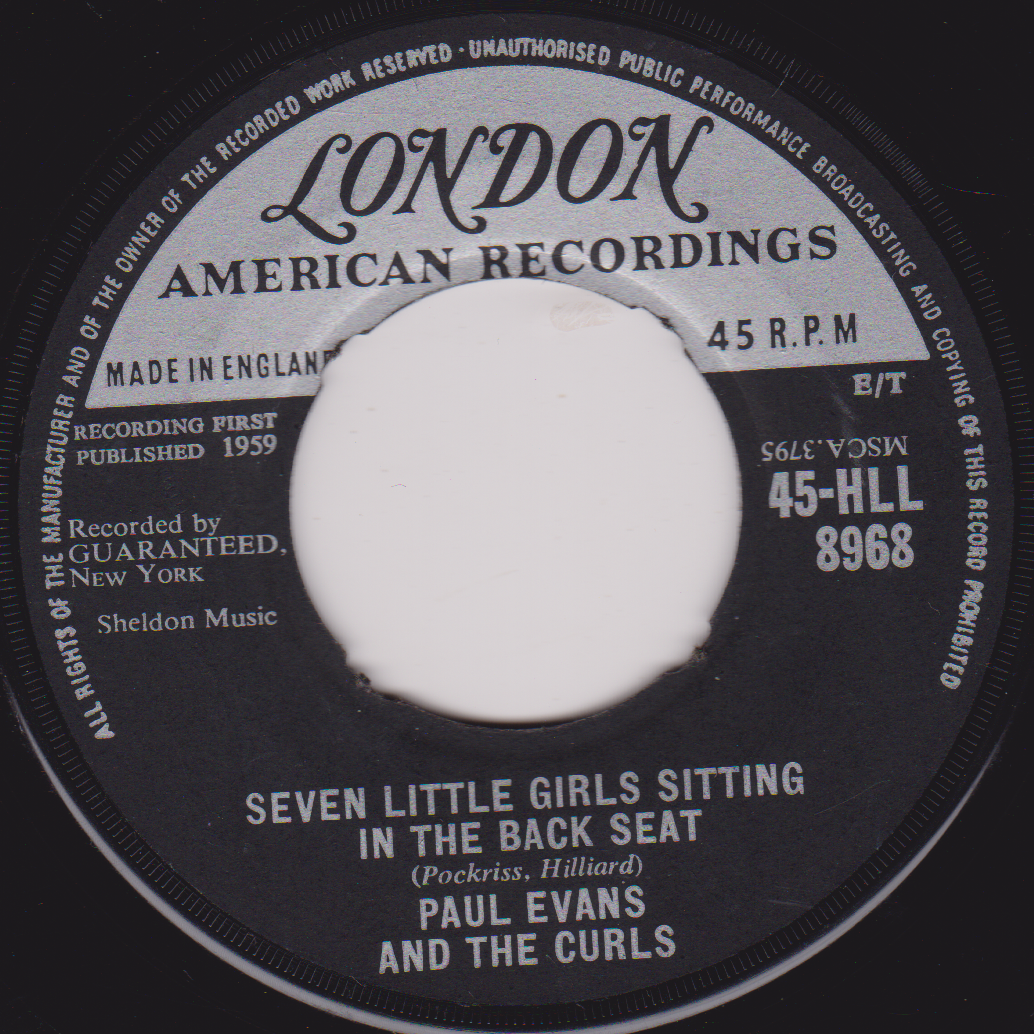 ALL RIGHTS OF THE MANUFACTURER AND OF THE OWNER OF THE RECORDED WORK RESERVED · UNAUTHORISED PUBLIC PERFORMANCE BROADCASTING AND COPYING OF THIS RECORD PROHIBITED
LONDON
AMERICAN RECORDINGS
MADE IN ENGLAND
45 R.P.M
E/T
RECORDING FIRST
PUBLISHED 1959
MSCA.3795
45-HLL
8968
Recorded by
GUARANTEED,
NEW YORK
Sheldon Music
SEVEN LITTLE GIRLS SITTING
IN THE BACK SEAT
(Pockriss, Hilliard)
PAUL EVANS
AND THE CURLS